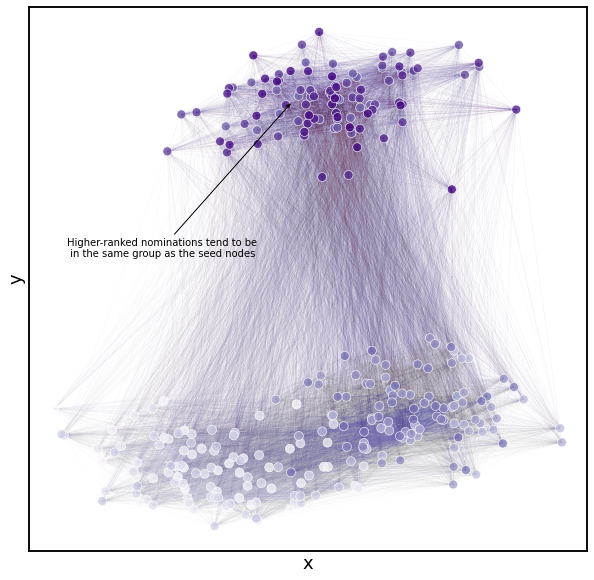 Higher-ranked nominations tend to be
in the same group as the seed nodes
y
x